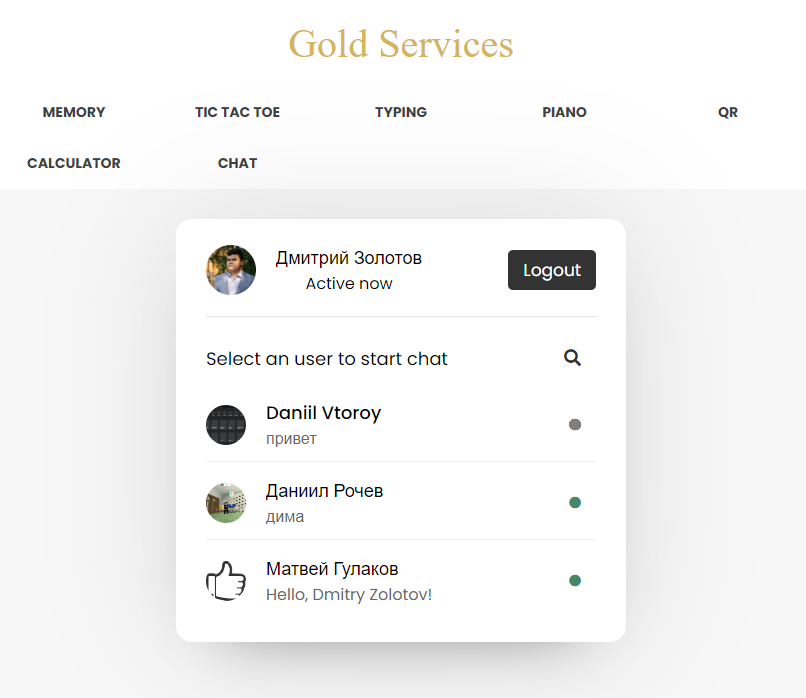 Gold Services
MEMORY TIC TAC TOE TYPING PIANO QR
CALCULATOR CHAT
Дмитрий Золотов
Active now
Logout
Select an user to start chat
Daniil Vtoroy
привет
Даниил Рочев
дима
Матвей Гулаков
Hello, Dmitry Zolotov!